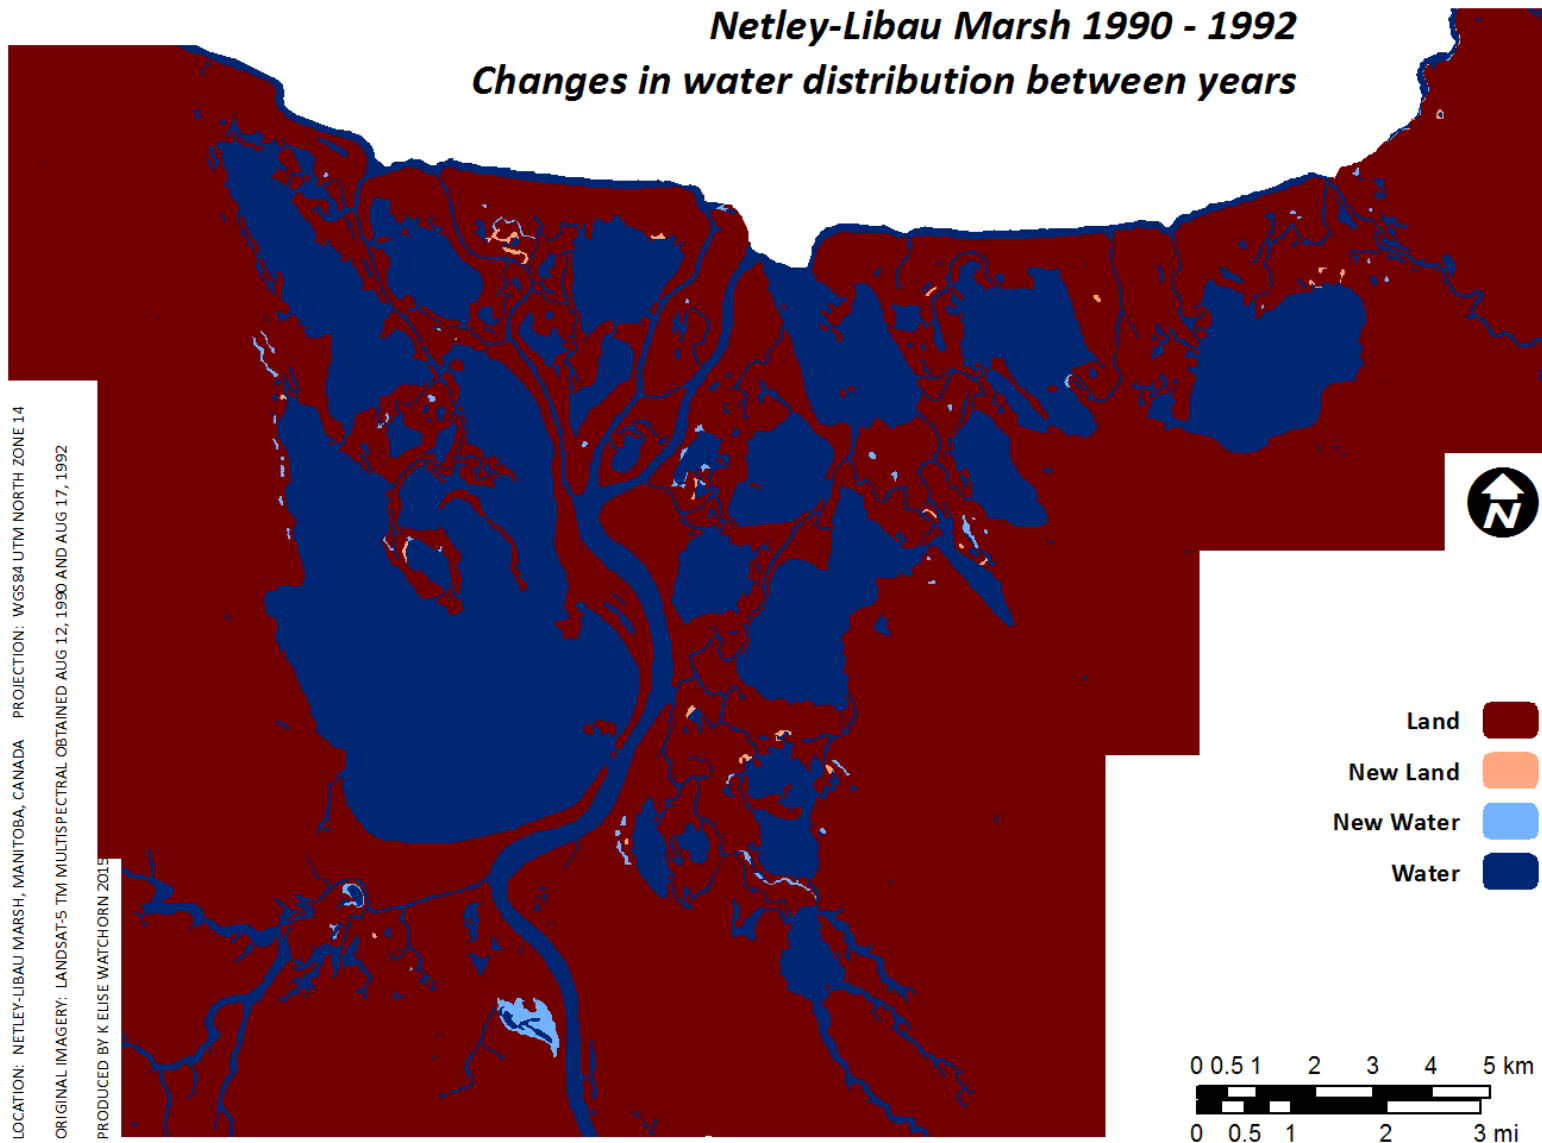 Netley-Libau Marsh 1990 - 1992
Changes in water distribution between years
LOCATION: NETLEY-LIBAU MARSH, MANITOBA, CANADA PROJECTION: WGS84 UTM NORTH ZONE 14
ORIGINAL IMAGERY: LANDSAT-5 TM MULTISPECTRAL OBTAINED AUG 12, 1990 AND AUG 17, 1992
PRODUCED BY K ELISE WATCHORN 2015
N
Land
New Land
New Water
Water
0 0.5 1 2 3 4 5 km
0 0.5 1 2 3 mi